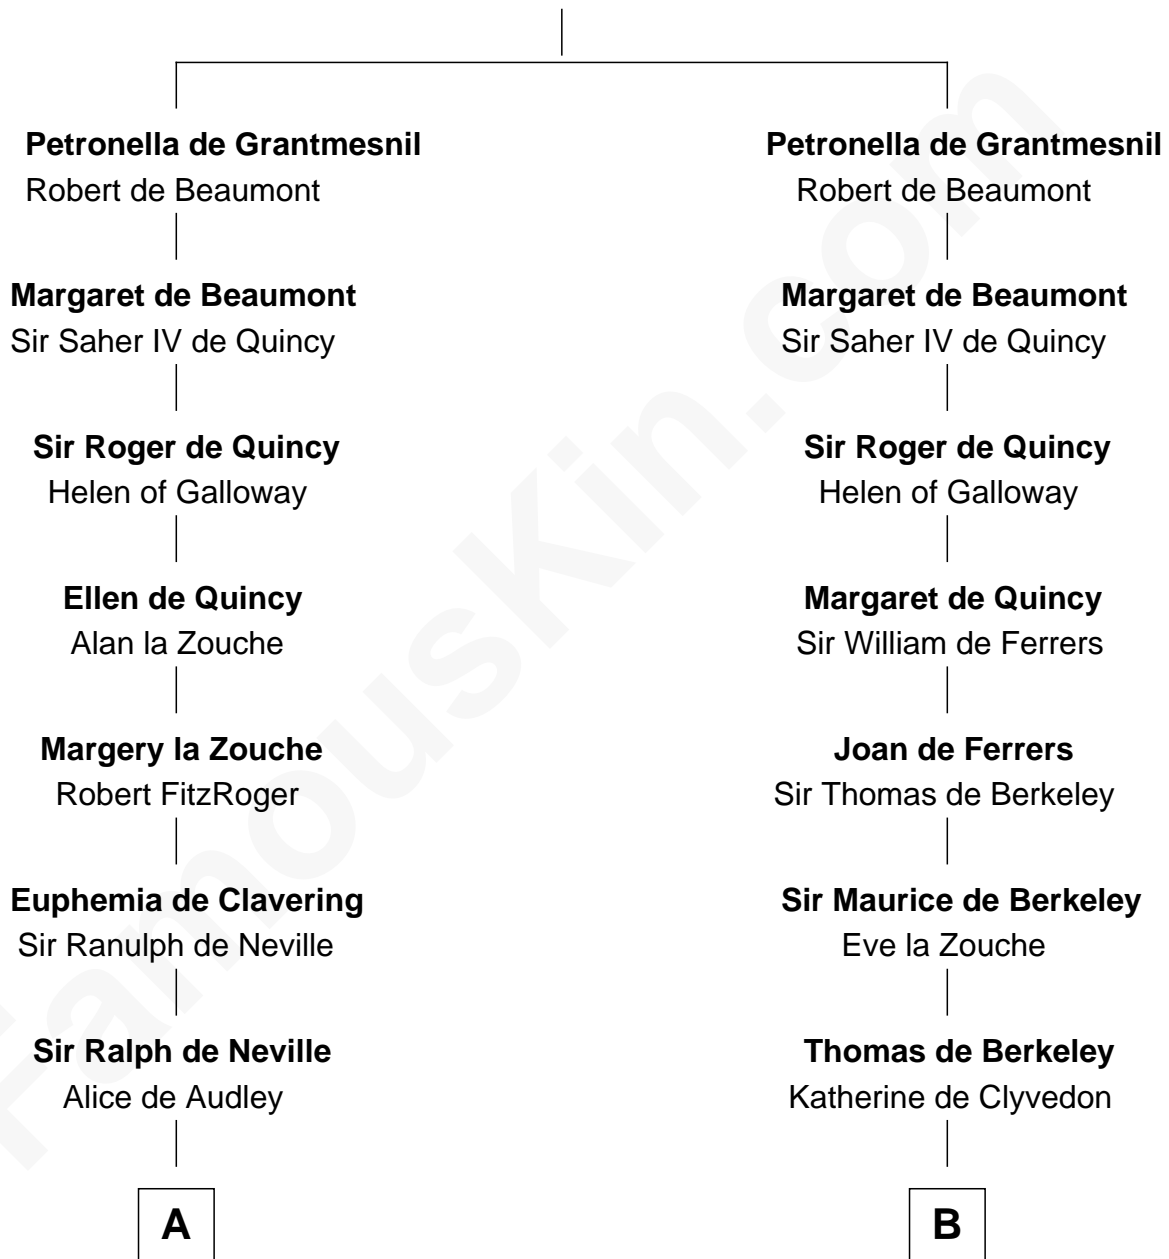 Petronella de Grantmesnil
Robert de Beaumont
Margaret de Beaumont
Sir Saher IV de Quincy
Sir Roger de Quincy
Helen of Galloway
Ellen de Quincy
Alan la Zouche
Margery la Zouche
Robert FitzRoger
Euphemia de Clavering
Sir Ranulph de Neville
Sir Ralph de Neville
Alice de Audley
A
Petronella de Grantmesnil
Robert de Beaumont
Margaret de Beaumont
Sir Saher IV de Quincy
Sir Roger de Quincy
Helen of Galloway
Margaret de Quincy
Sir William de Ferrers
Joan de Ferrers
Sir Thomas de Berkeley
Sir Maurice de Berkeley
Eve la Zouche
Thomas de Berkeley
Katherine de Clyvedon
B
FamousKin.com